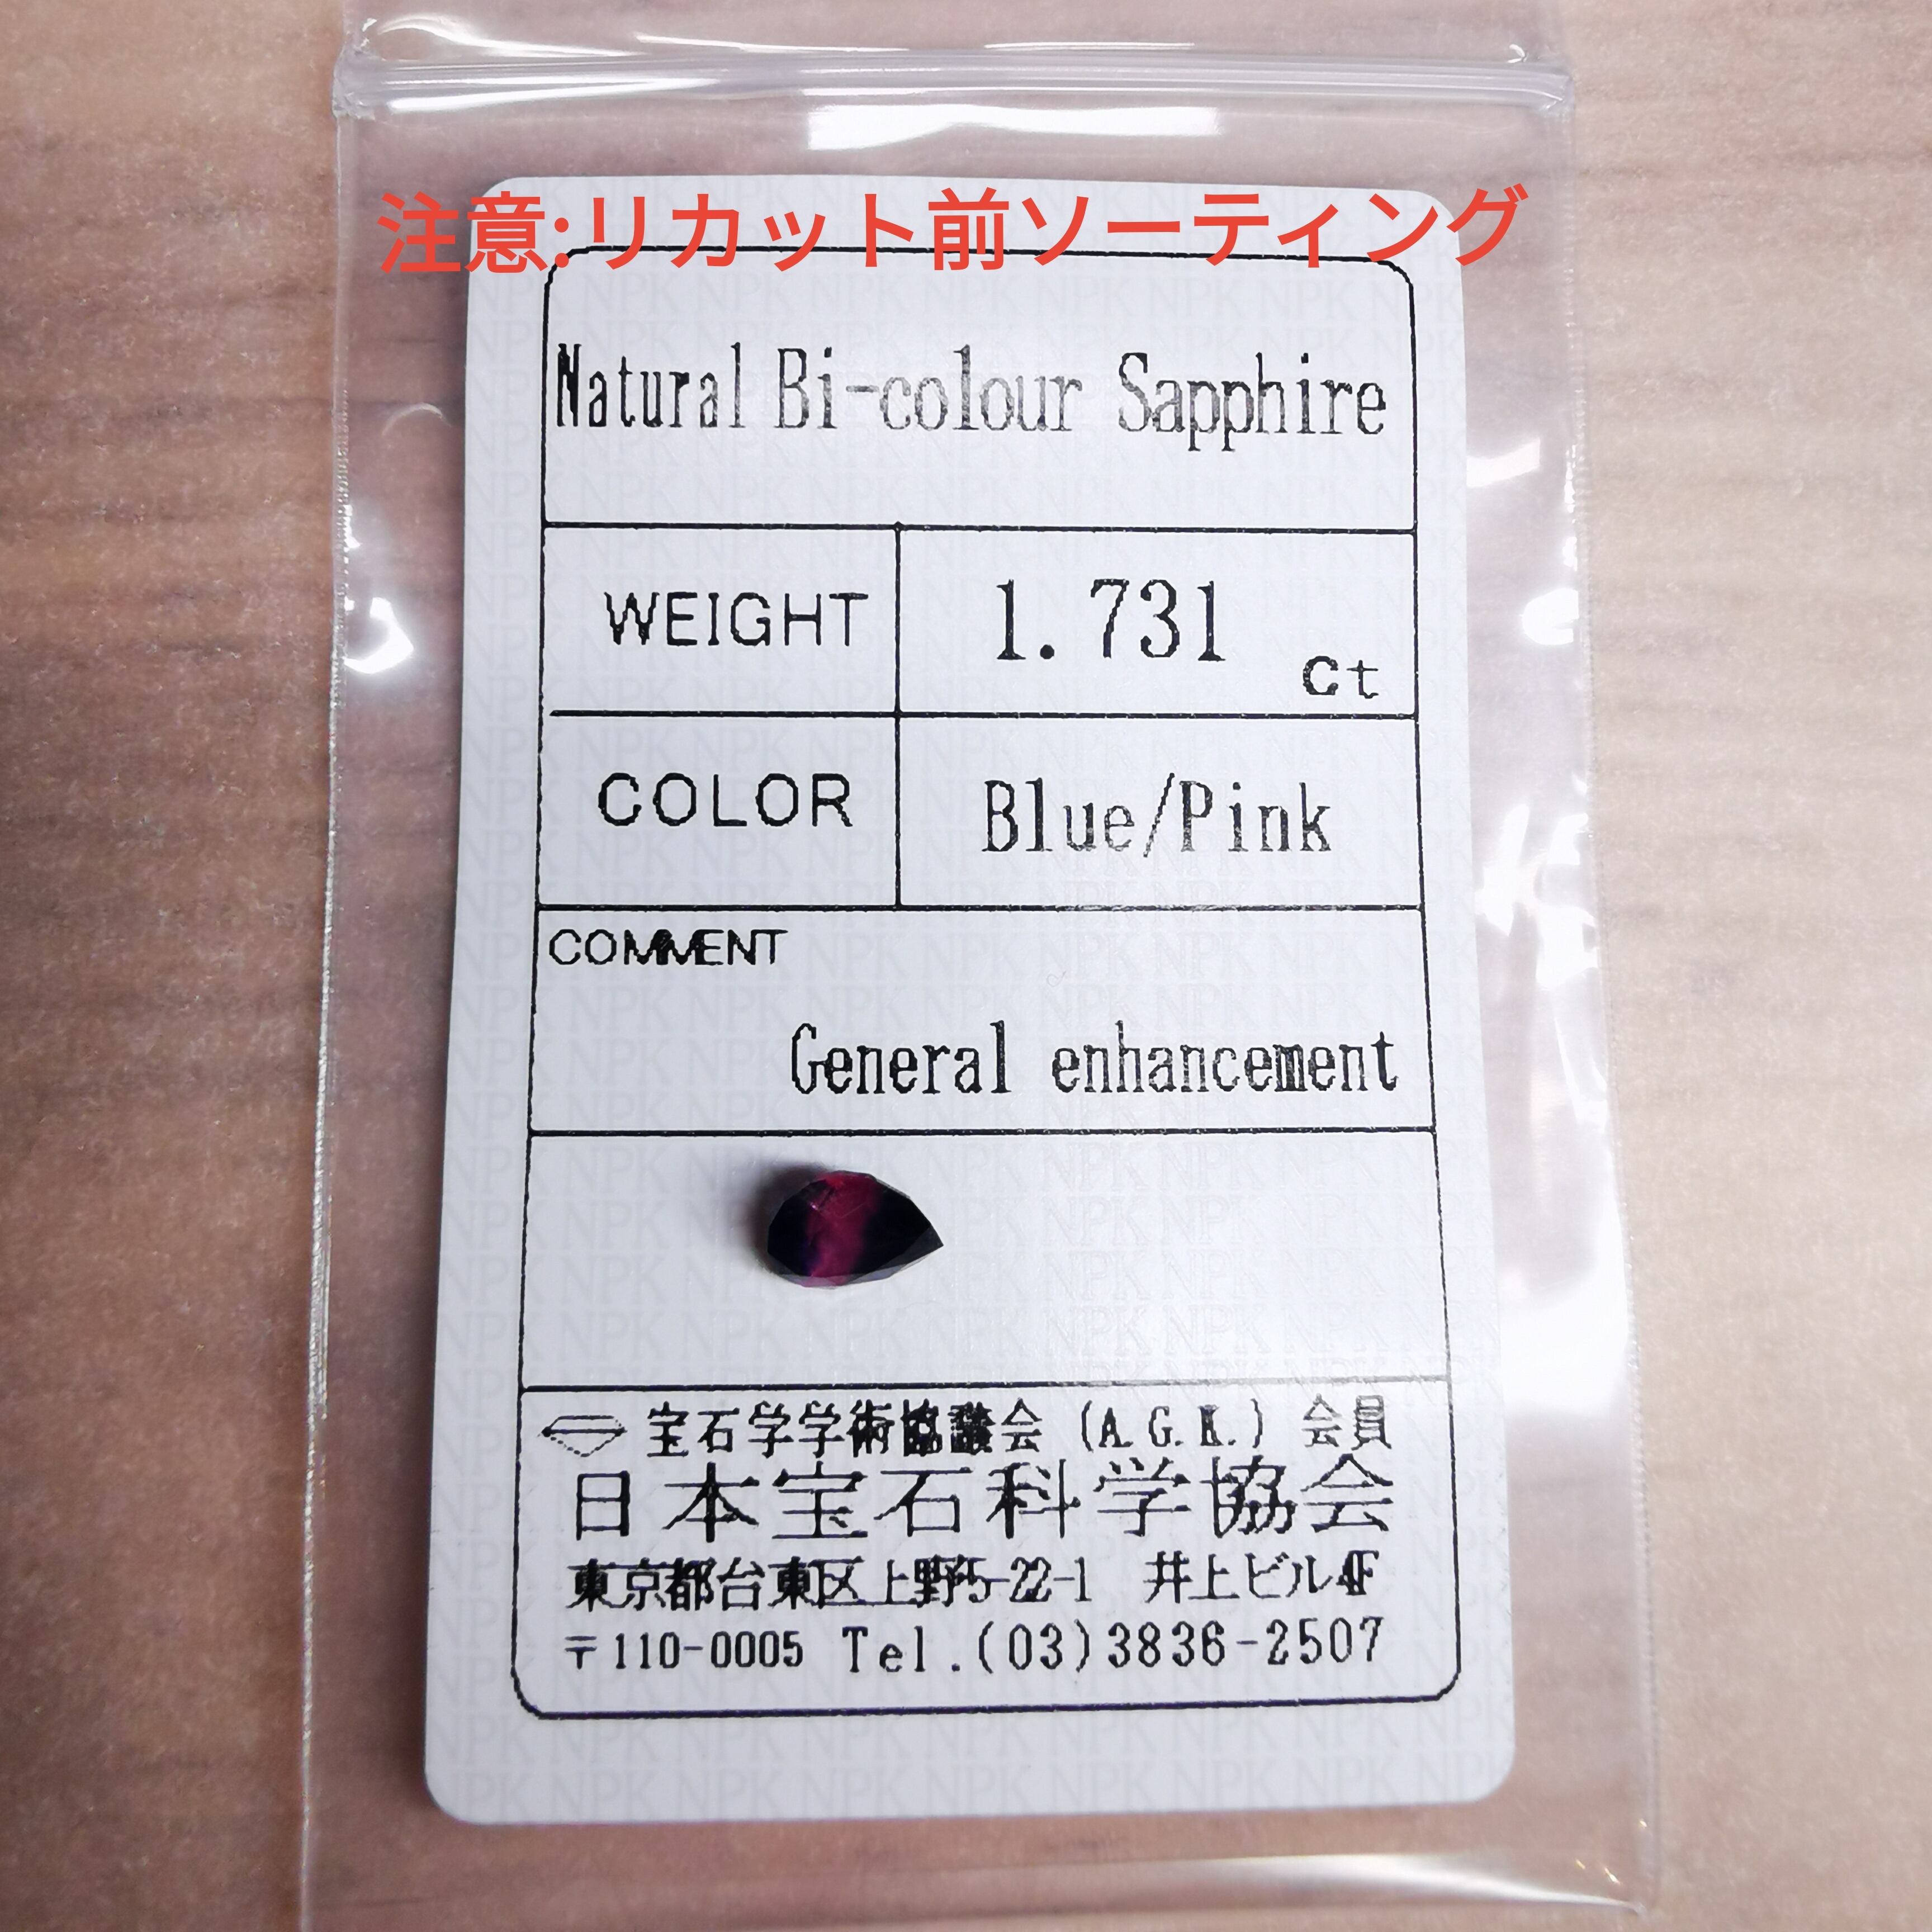 注意:リカット前ソーティング
Natural Bi-colour Sapphire
WEIGHT 1.731 ct
COLOR Blue/Pink
COMMENT
General enhancement
宝石学学術協議会 (A.G.K.) 会員
日本宝石科学協会
東京都台東区上野5-22-1 井上ビル4F
〒110-0005 Tel.(03)3836-2507
NPK